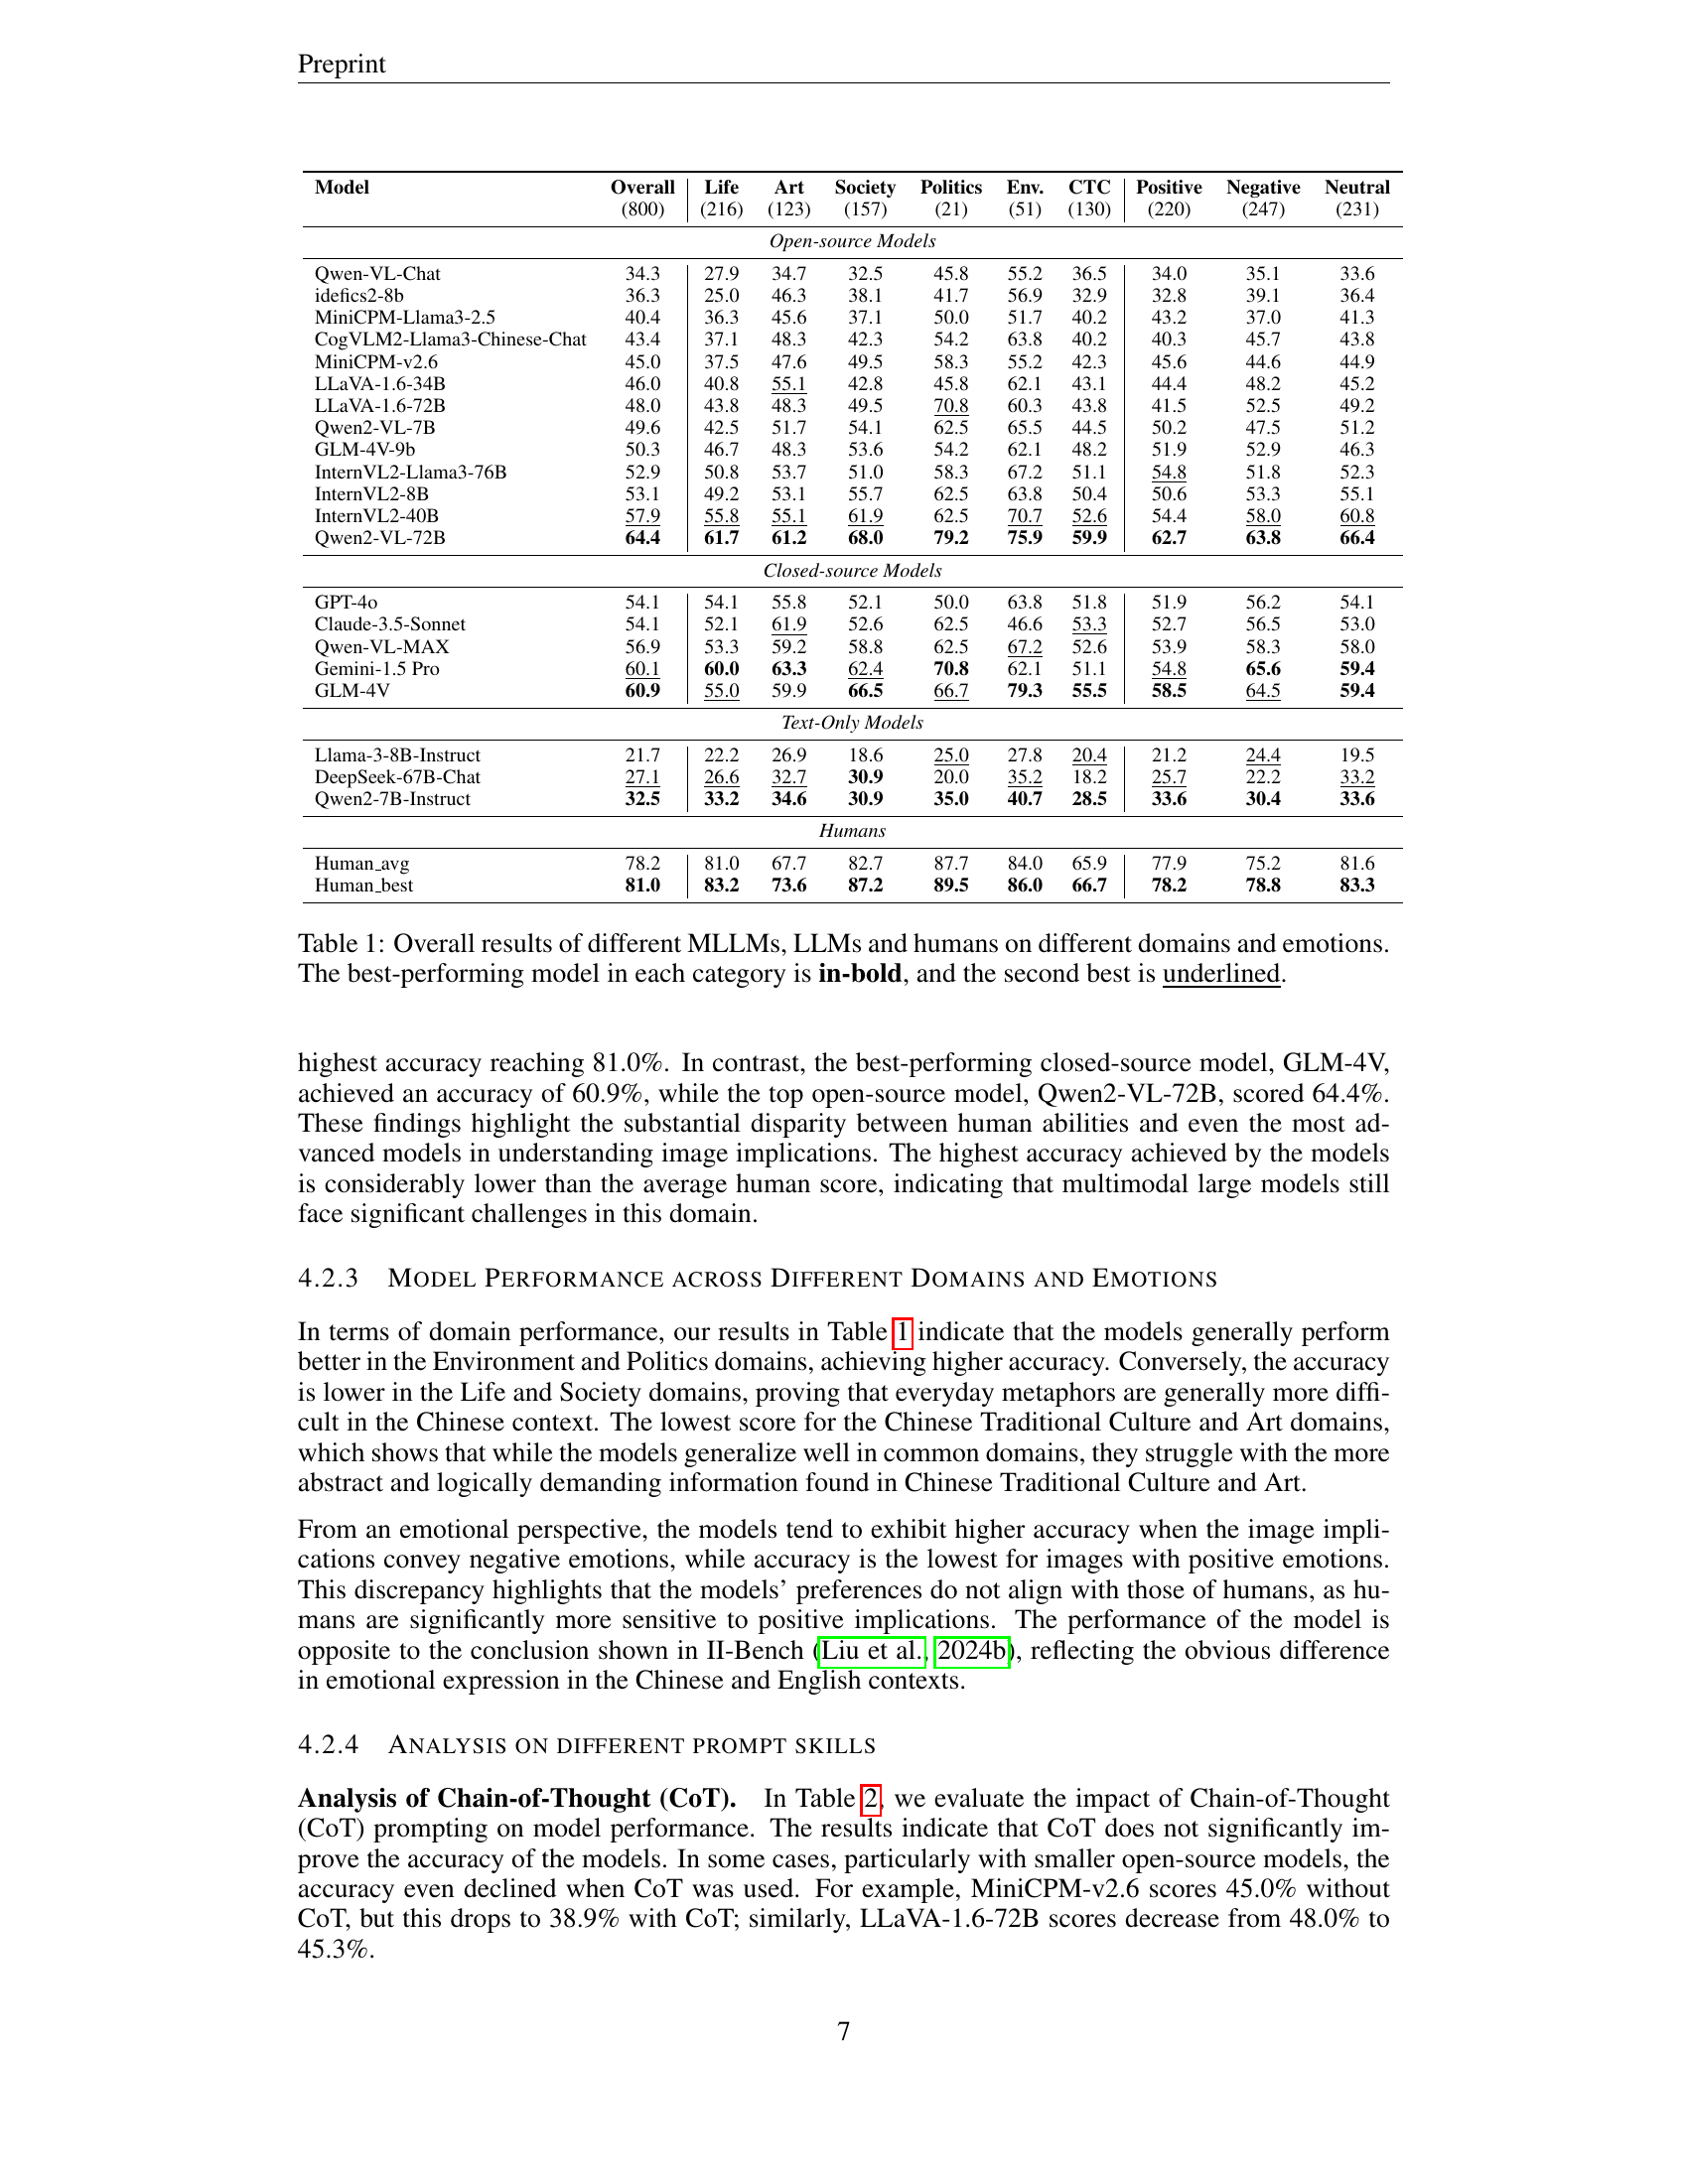 Preprint
Model Overall Life Art Society Politics Env. CTC Positive Negative Neutral
(800) (216) (123) (157) (21) (51) (130) (220) (247) (231)
Open-source Models
Qwen-VL-Chat 34.3 27.9 34.7 32.5 45.8 55.2 36.5 34.0 35.1 33.6
idefics2-8b 36.3 25.0 46.3 38.1 41.7 56.9 32.9 32.8 39.1 36.4
MiniCPM-Llama3-2.5 40.4 36.3 45.6 37.1 50.0 51.7 40.2 43.2 37.0 41.3
CogVLM2-Llama3-Chinese-Chat 43.4 37.1 48.3 42.3 54.2 63.8 40.2 40.3 45.7 43.8
MiniCPM-v2.6 45.0 37.5 47.6 49.5 58.3 55.2 42.3 45.6 44.6 44.9
LLaVA-1.6-34B 46.0 40.8 55.1 42.8 45.8 62.1 43.1 44.4 48.2 45.2
LLaVA-1.6-72B 48.0 43.8 48.3 49.5 70.8 60.3 43.8 41.5 52.5 49.2
Qwen2-VL-7B 49.6 42.5 51.7 54.1 62.5 65.5 44.5 50.2 47.5 51.2
GLM-4V-9b 50.3 46.7 48.3 53.6 54.2 62.1 48.2 51.9 52.9 46.3
InternVL2-Llama3-76B 52.9 50.8 53.7 51.0 58.3 67.2 51.1 54.8 51.8 52.3
InternVL2-8B 53.1 49.2 53.1 55.7 62.5 63.8 50.4 50.6 53.3 55.1
InternVL2-40B 57.9 55.8 55.1 61.9 62.5 70.7 52.6 54.4 58.0 60.8
Qwen2-VL-72B 64.4 61.7 61.2 68.0 79.2 75.9 59.9 62.7 63.8 66.4
Closed-source Models
GPT-4o 54.1 54.1 55.8 52.1 50.0 63.8 51.8 51.9 56.2 54.1
Claude-3.5-Sonnet 54.1 52.1 61.9 52.6 62.5 46.6 53.3 52.7 56.5 53.0
Qwen-VL-MAX 56.9 53.3 59.2 58.8 62.5 67.2 52.6 53.9 58.3 58.0
Gemini-1.5 Pro 60.1 60.0 63.3 62.4 70.8 62.1 51.1 54.8 65.6 59.4
GLM-4V 60.9 55.0 59.9 66.5 66.7 79.3 55.5 58.5 64.5 59.4
Text-Only Models
Llama-3-8B-Instruct 21.7 22.2 26.9 18.6 25.0 27.8 20.4 21.2 24.4 19.5
DeepSeek-67B-Chat 27.1 26.6 32.7 30.9 20.0 35.2 18.2 25.7 22.2 33.2
Qwen2-7B-Instruct 32.5 33.2 34.6 30.9 35.0 40.7 28.5 33.6 30.4 33.6
Humans
Human_avg 78.2 81.0 67.7 82.7 87.7 84.0 65.9 77.9 75.2 81.6
Human_best 81.0 83.2 73.6 87.2 89.5 86.0 66.7 78.2 78.8 83.3
Table 1: Overall results of different MLLMs, LLMs and humans on different domains and emotions.
The best-performing model in each category is in-bold, and the second best is underlined.
highest accuracy reaching 81.0%. In contrast, the best-performing closed-source model, GLM-4V,
achieved an accuracy of 60.9%, while the top open-source model, Qwen2-VL-72B, scored 64.4%.
These findings highlight the substantial disparity between human abilities and even the most ad-
vanced models in understanding image implications. The highest accuracy achieved by the models
is considerably lower than the average human score, indicating that multimodal large models still
face significant challenges in this domain.
4.2.3 MODEL PERFORMANCE ACROSS DIFFERENT DOMAINS AND EMOTIONS
In terms of domain performance, our results in Table 1 indicate that the models generally perform
better in the Environment and Politics domains, achieving higher accuracy. Conversely, the accuracy
is lower in the Life and Society domains, proving that everyday metaphors are generally more diffi-
cult in the Chinese context. The lowest score for the Chinese Traditional Culture and Art domains,
which shows that while the models generalize well in common domains, they struggle with the more
abstract and logically demanding information found in Chinese Traditional Culture and Art.
From an emotional perspective, the models tend to exhibit higher accuracy when the image impli-
cations convey negative emotions, while accuracy is the lowest for images with positive emotions.
This discrepancy highlights that the models' preferences do not align with those of humans, as hu-
mans are significantly more sensitive to positive implications. The performance of the model is
opposite to the conclusion shown in II-Bench (Liu et al., 2024b), reflecting the obvious difference
in emotional expression in the Chinese and English contexts.
4.2.4 ANALYSIS ON DIFFERENT PROMPT SKILLS
Analysis of Chain-of-Thought (CoT). In Table 2, we evaluate the impact of Chain-of-Thought
(CoT) prompting on model performance. The results indicate that CoT does not significantly im-
prove the accuracy of the models. In some cases, particularly with smaller open-source models, the
accuracy even declined when CoT was used. For example, MiniCPM-v2.6 scores 45.0% without
CoT, but this drops to 38.9% with CoT; similarly, LLaVA-1.6-72B scores decrease from 48.0% to
45.3%.
7